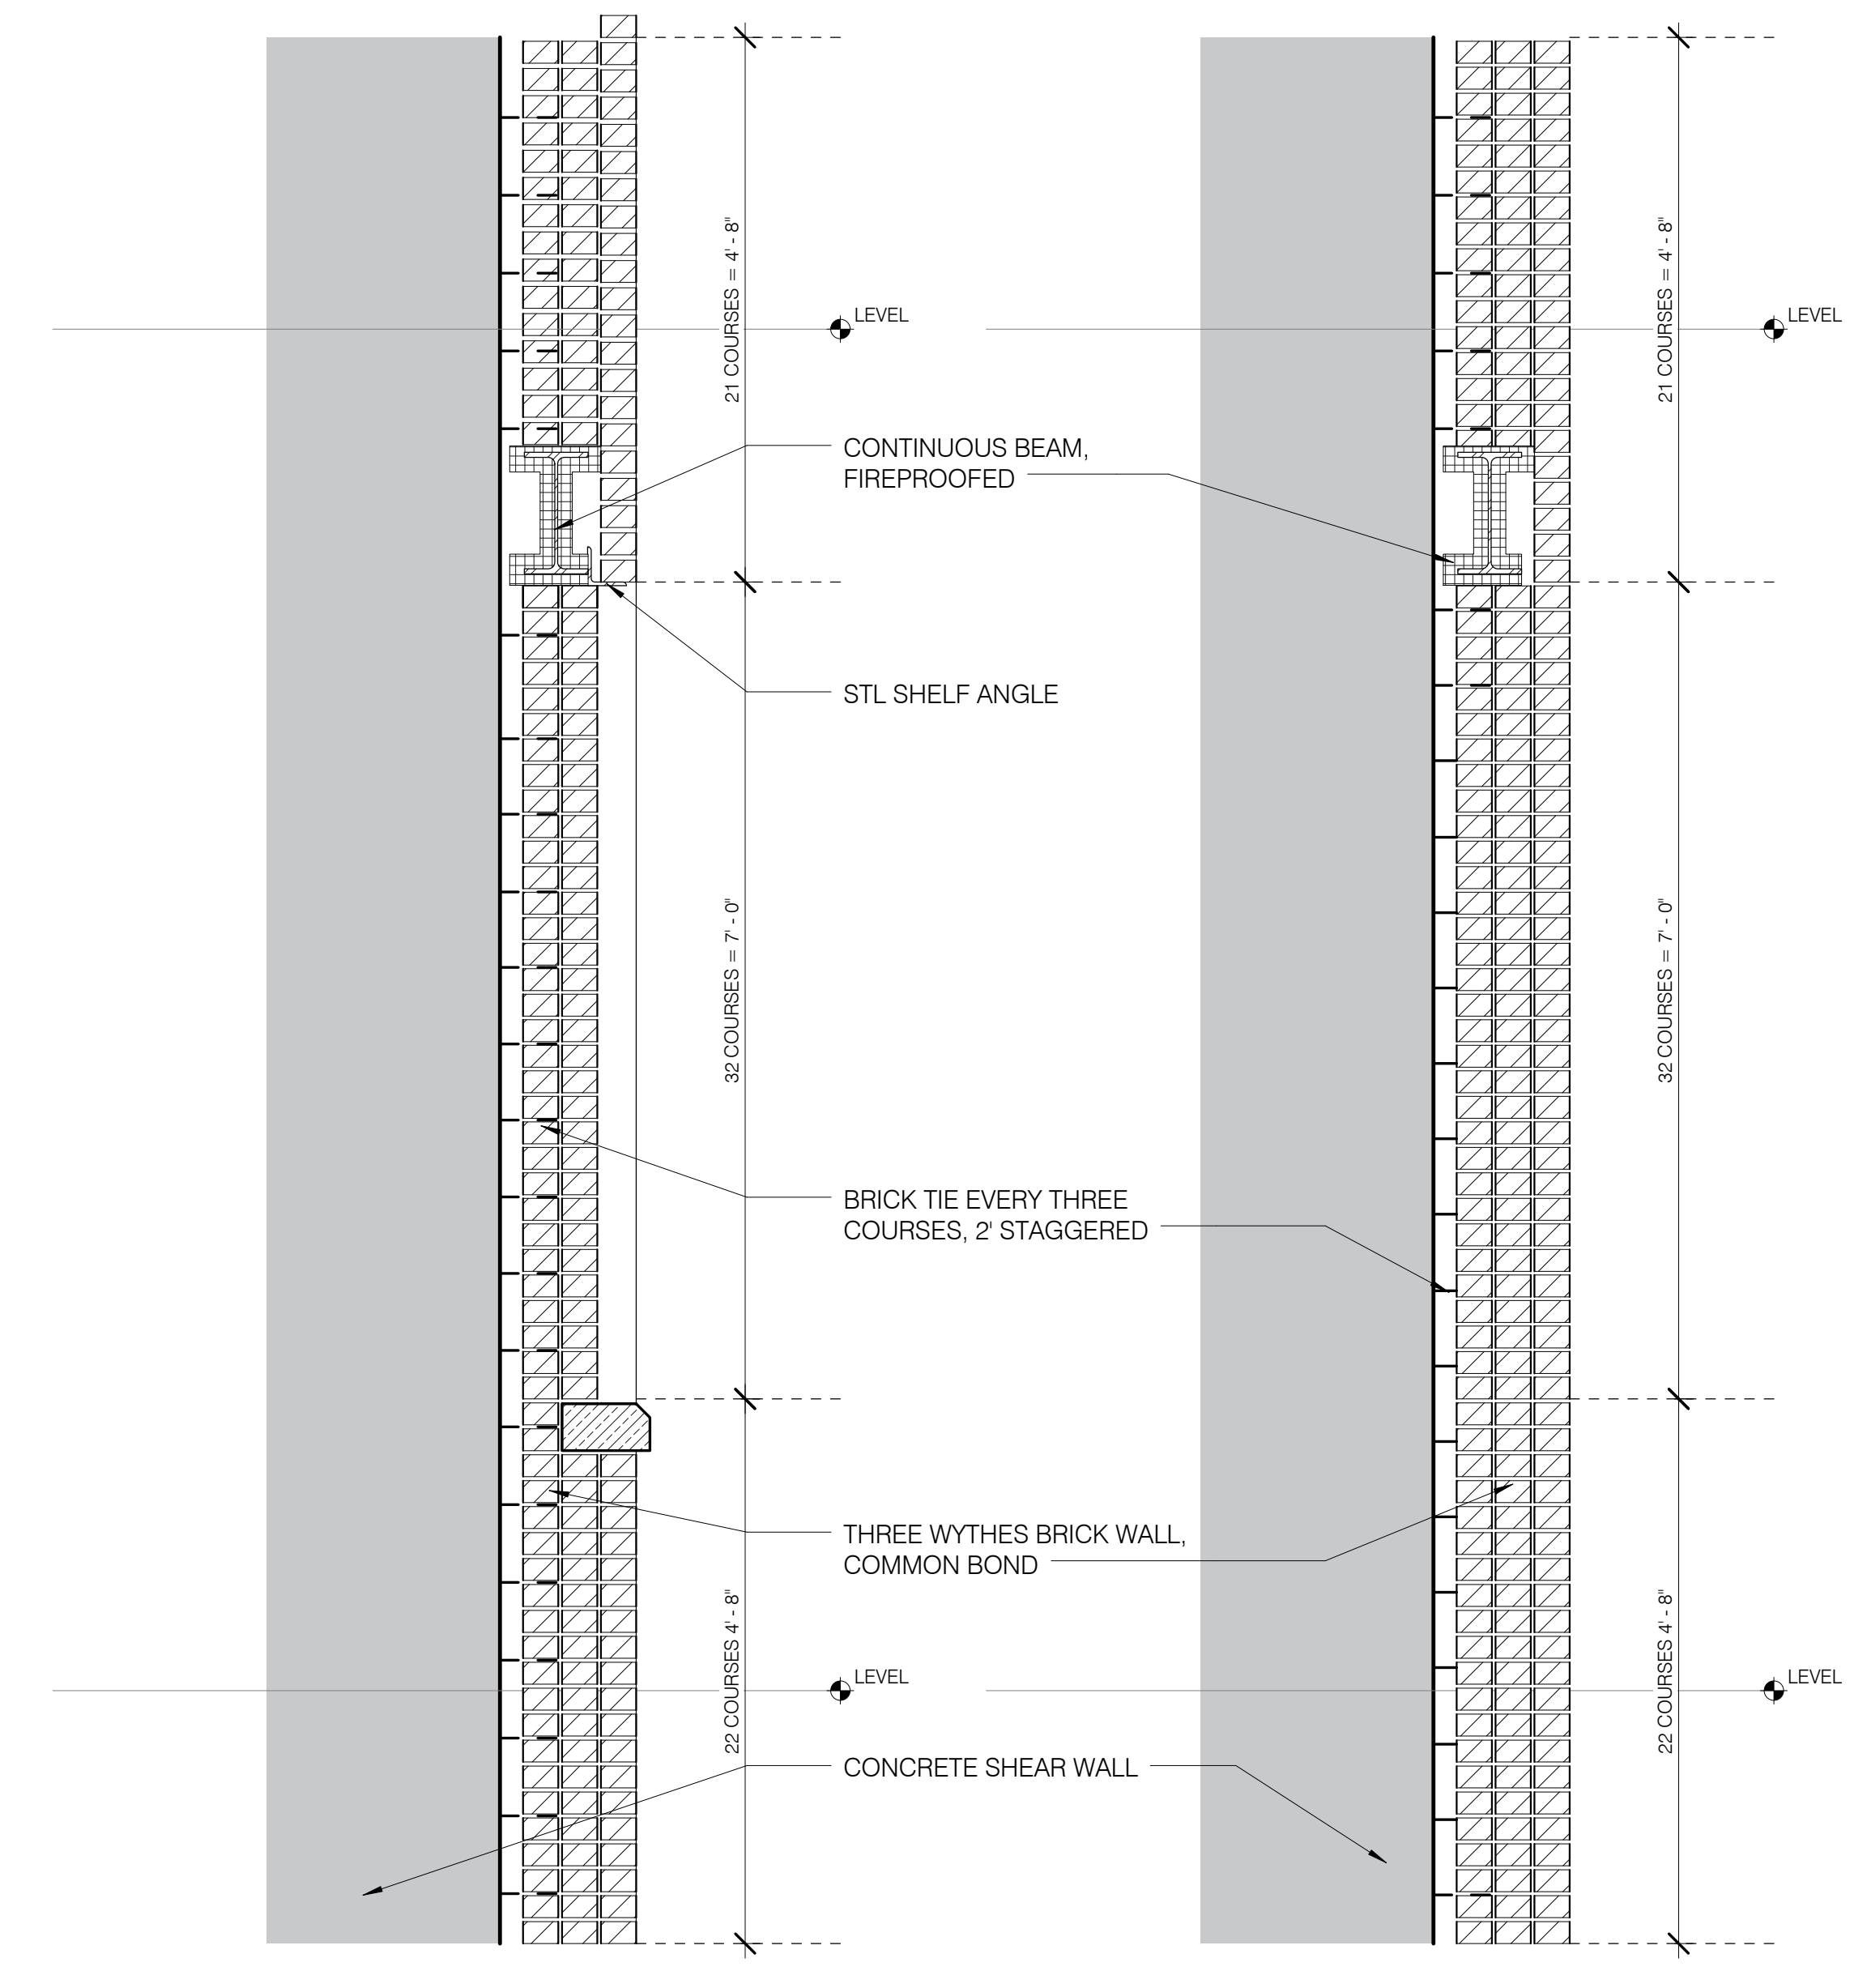 21 COURSES = 4' - 8"
21 COURSES = 4' - 8"
LEVEL
LEVEL
CONTINUOUS BEAM,
FIREPROOFED
STL SHELF ANGLE
32 COURSES = 7' - 0"
32 COURSES = 7' - 0"
BRICK TIE EVERY THREE
COURSES, 2' STAGGERED
THREE WYTHES BRICK WALL,
COMMON BOND
22 COURSES 4' - 8"
22 COURSES 4' - 8"
LEVEL
LEVEL
CONCRETE SHEAR WALL